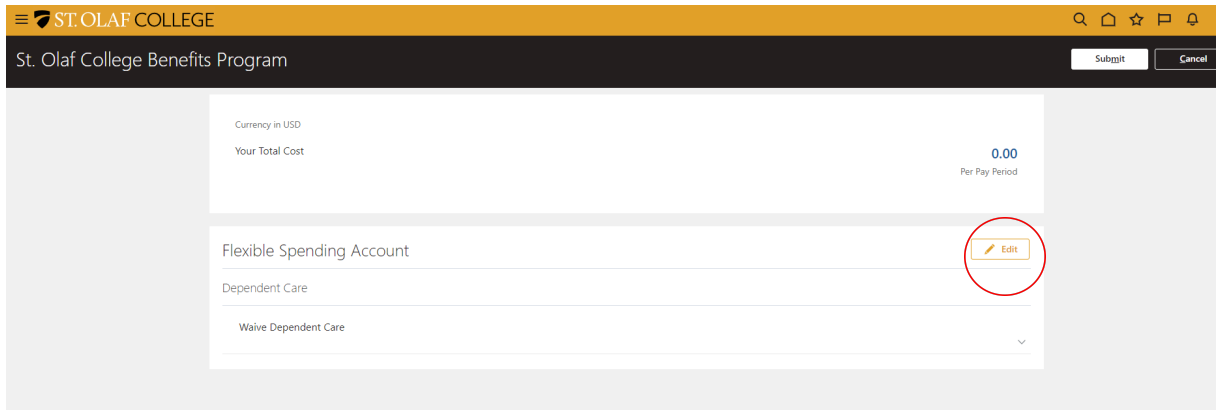 ST. OLAF COLLEGE
St. Olaf College Benefits Program
Submit
Cancel
Currency in USD
Your Total Cost
0.00
Per Pay Period
Flexible Spending Account
Edit
Dependent Care
Waive Dependent Care